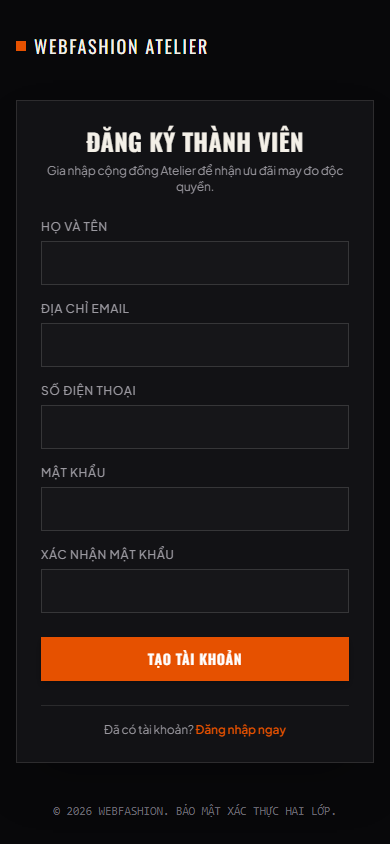 WEBFASHION ATELIER
ĐĂNG KÝ THÀNH VIÊN
Gia nhập cộng đồng Atelier để nhận ưu đãi may đo độc
quyền.
HỌ VÀ TÊN
ĐỊA CHỈ EMAIL
SỐ ĐIỆN THOẠI
MẬT KHẨU
XÁC NHẬN MẬT KHẨU
TẠO TÀI KHOẢN
Đã có tài khoản? Đăng nhập ngay
© 2026 WEBFASHION. BẢO MẬT XÁC THỰC HAI LỚP.